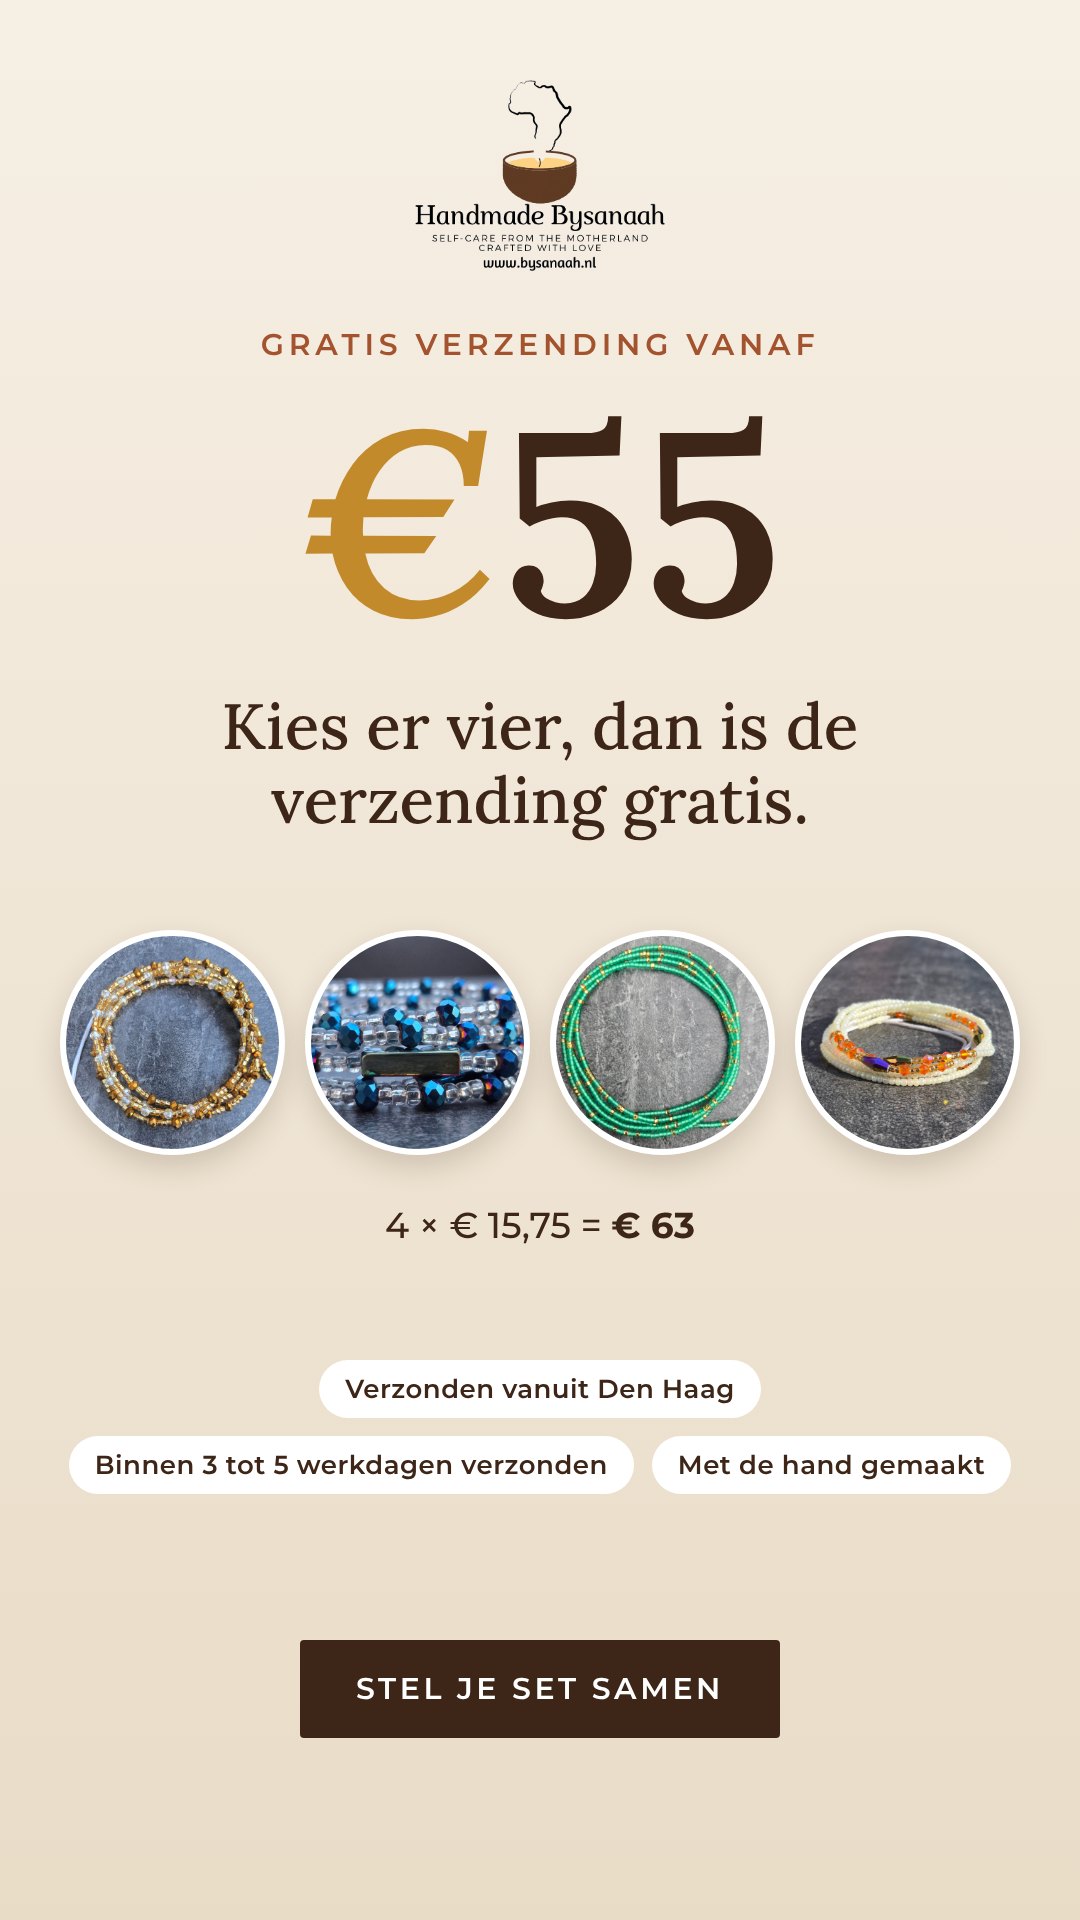 Handmade Bysanaah
SELF-CARE FROM THE MOTHERLAND
CRAFTED WITH LOVE
www.bysanaah.nl
GRATIS VERZENDING VANAF
€55
Kies er vier, dan is de
verzending gratis.
4 × € 15,75 = € 63
Verzonden vanuit Den Haag
Binnen 3 tot 5 werkdagen verzonden
Met de hand gemaakt
STEL JE SET SAMEN